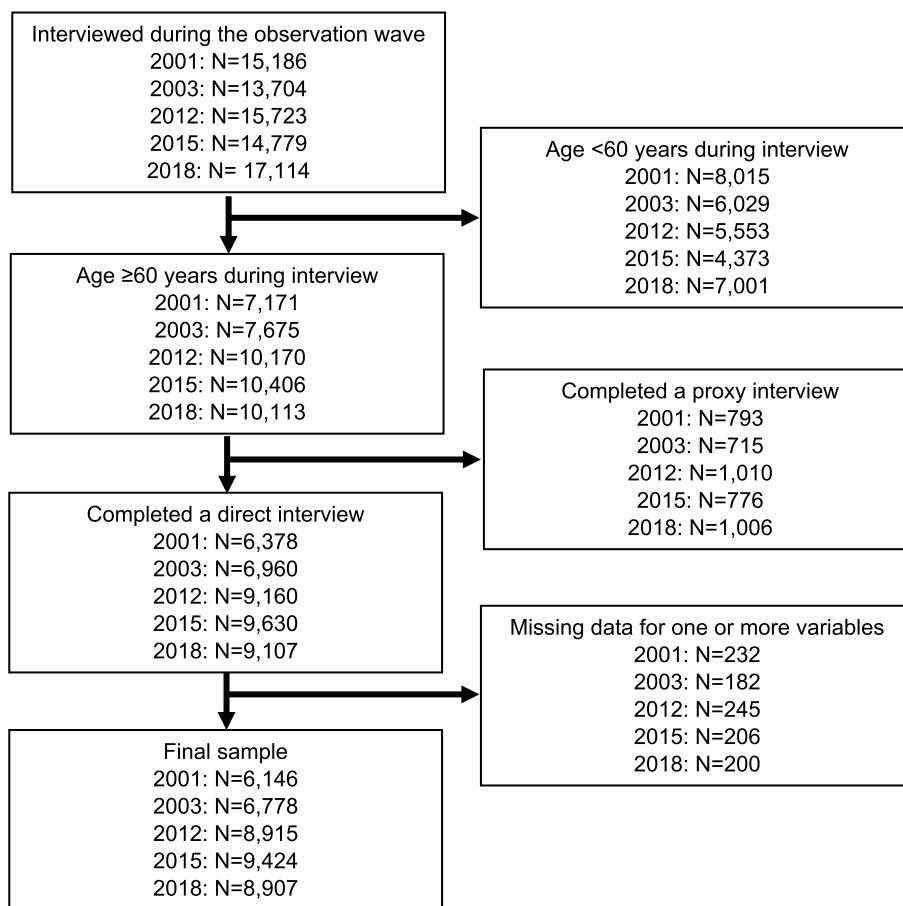 Interviewed during the observation wave
2001: N=15,186
2003: N=13,704
2012: N=15,723
2015: N=14,779
2018: N= 17,114
Age <60 years during interview
2001: N=8,015
2003: N=6,029
2012: N=5,553
2015: N=4,373
2018: N=7,001
Age ≥60 years during interview
2001: N=7,171
2003: N=7,675
2012: N=10,170
2015: N=10,406
2018: N=10,113
Completed a proxy interview
2001: N=793
2003: N=715
2012: N=1,010
2015: N=776
2018: N=1,006
Completed a direct interview
2001: N=6,378
2003: N=6,960
2012: N=9,160
2015: N=9,630
2018: N=9,107
Missing data for one or more variables
2001: N=232
2003: N=182
2012: N=245
2015: N=206
2018: N=200
Final sample
2001: N=6,146
2003: N=6,778
2012: N=8,915
2015: N=9,424
2018: N=8,907